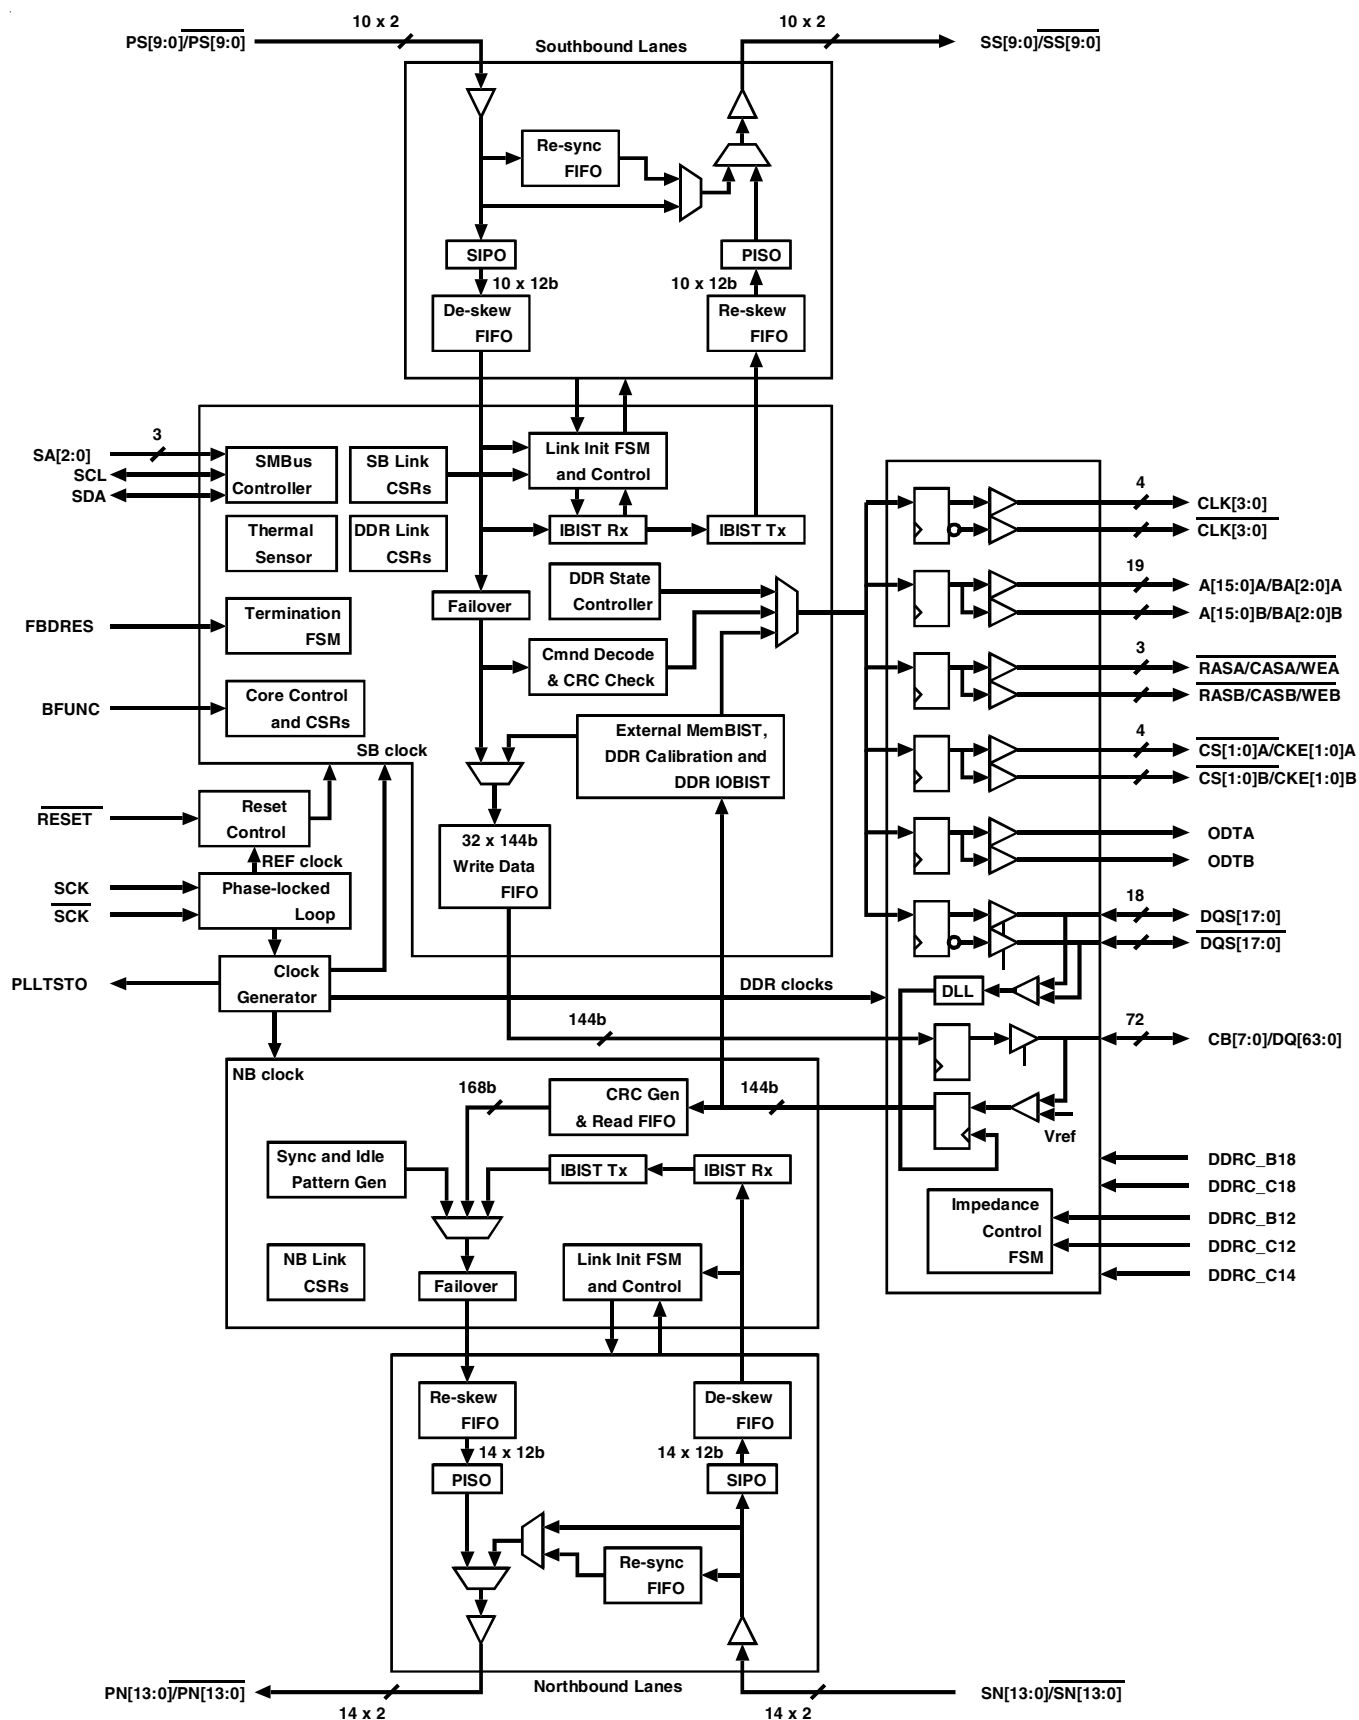 10 x 2
10 x 2
PS[9:0]/PS[9:0]
Southbound Lanes
SS[9:0]/SS[9:0]
Re-sync
FIFO
SIPO
PISO
10 x 12b
10 x 12b
De-skew
FIFO
Re-skew
FIFO
SA[2:0]
3
SCL
SDA
SMBus
Controller
SB Link
CSRs
Link Init FSM
and Control
Thermal
Sensor
DDR Link
CSRs
IBIST Rx
IBIST Tx
DDR State
Controller
Failover
FBDRES
Termination
FSM
Cmnd Decode
& CRC Check
BFUNC
Core Control
and CSRs
SB clock
External MemBIST,
DDR Calibration and
DDR IOBIST
RESET
Reset
Control
REF clock
32 x 144b
Write Data
FIFO
SCK
SCK
Phase-locked
Loop
PLLTSTO
Clock
Generator
DDR clocks
144b
4
CLK[3:0]
CLK[3:0]
19
A[15:0]A/BA[2:0]A
A[15:0]B/BA[2:0]B
3
RASA/CASA/WEA
RASB/CASB/WEB
4
CS[1:0]A/CKE[1:0]A
CS[1:0]B/CKE[1:0]B
ODTA
ODTB
18
DQS[17:0]
DQS[17:0]
DLL
72
CB[7:0]/DQ[63:0]
Vref
DDRC_B18
DDRC_C18
Impedance
Control
FSM
DDRC_B12
DDRC_C12
DDRC_C14
NB clock
168b
CRC Gen
& Read FIFO
144b
Sync and Idle
Pattern Gen
IBIST Tx
IBIST Rx
NB Link
CSRs
Failover
Link Init FSM
and Control
Re-skew
FIFO
De-skew
FIFO
14 x 12b
14 x 12b
PISO
SIPO
Re-sync
FIFO
PN[13:0]/PN[13:0]
Northbound Lanes
SN[13:0]/SN[13:0]
14 x 2
14 x 2